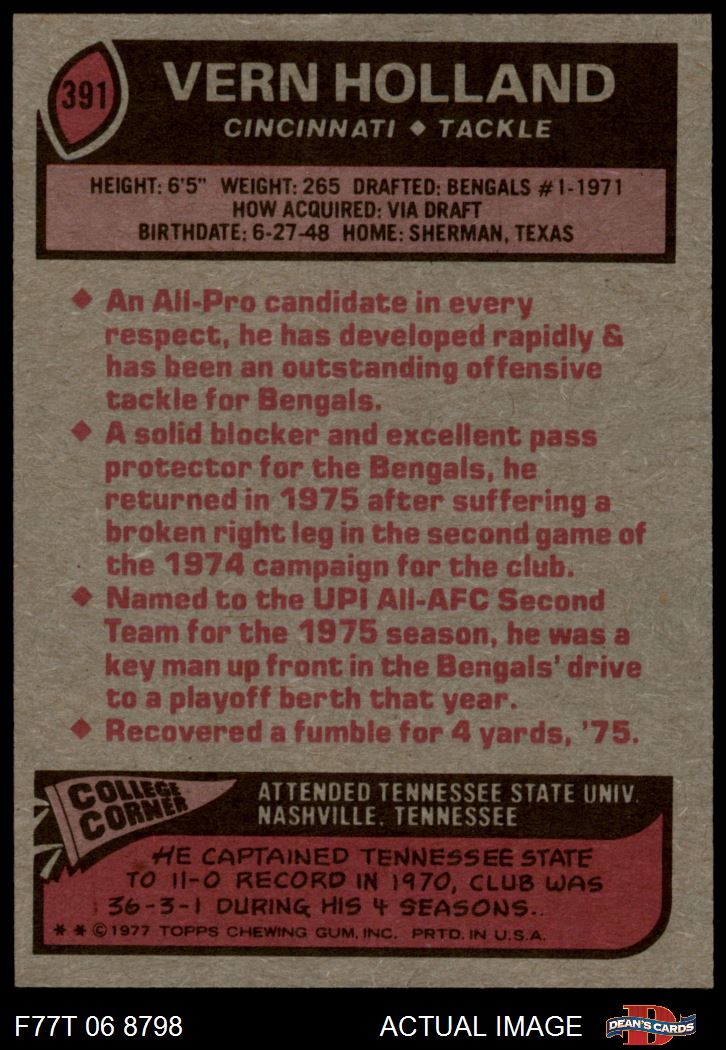 391
VERN HOLLAND
CINCINNATI ◆ TACKLE
HEIGHT: 6'5" WEIGHT: 265 DRAFTED: BENGALS #1-1971
HOW ACQUIRED: VIA DRAFT
BIRTHDATE: 6-27-48 HOME: SHERMAN, TEXAS
◆ An All-Pro candidate in every
respect, he has developed rapidly &
has been an outstanding offensive
tackle for Bengals.
◆ A solid blocker and excellent pass
protector for the Bengals, he
returned in 1975 after suffering a
broken right leg in the second game of
the 1974 campaign for the club.
◆ Named to the UPI All-AFC Second
Team for the 1975 season, he was a
key man up front in the Bengals' drive
to a playoff berth that year.
◆ Recovered a fumble for 4 yards, '75.
COLLEGE
CORNER
ATTENDED TENNESSEE STATE UNIV.
NASHVILLE, TENNESSEE
HE CAPTAINED TENNESSEE STATE
TO 11-0 RECORD IN 1970, CLUB WAS
36-3-1 DURING HIS 4 SEASONS.
* * © 1977 TOPPS CHEWING GUM, INC. PRTD. IN U.S.A.
F77T 06 8798
ACTUAL IMAGE
D
DEAN'S CARDS